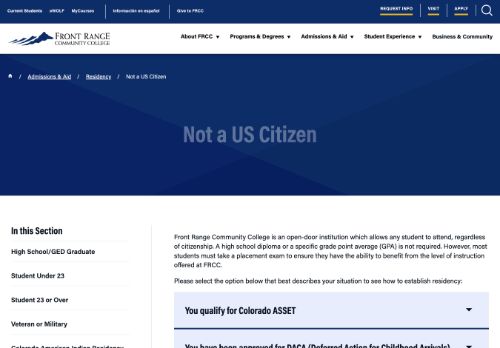 Current Students eWOLF MyCourses Información en español Give to FRCC REQUEST INFO VISIT APPLY
FRONT RANGE
COMMUNITY COLLEGE
About FRCC Programs & Degrees Admissions & Aid Student Experience Business & Community
/ Admissions & Aid / Residency / Not a US Citizen
Not a US Citizen
In this Section
High School/GED Graduate
Student Under 23
Student 23 or Over
Veteran or Military
Colorado American Indian Residency
Front Range Community College is an open-door institution which allows any student to attend, regardless
of citizenship. A high school diploma or a specific grade point average (GPA) is not required. However, most
students must take a placement exam to ensure they have the ability to benefit from the level of instruction
offered at FRCC.
Please select the option below that best describes your situation to see how to establish residency:
You qualify for Colorado ASSET
You have been approved for DACA (Deferred Action for Childhood Arrivals)